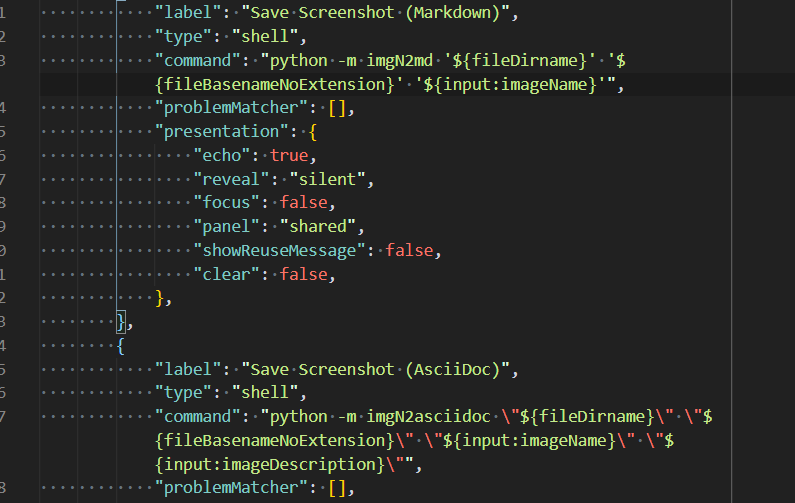 1 "label": "Save Screenshot (Markdown)",
2 "type": "shell",
3 "command": "python -m imgN2md '${fileDirname}' '$
{fileBasenameNoExtension}' '${input:imageName}'",
4 "problemMatcher": [],
5 "presentation": {
6 "echo": true,
7 "reveal": "silent",
8 "focus": false,
9 "panel": "shared",
0 "showReuseMessage": false,
1 "clear": false,
2 },
3 },
4 {
5 "label": "Save Screenshot (AsciiDoc)",
6 "type": "shell",
7 "command": "python -m imgN2asciidoc \"${fileDirname}\" \"$
{fileBasenameNoExtension}\" \"${input:imageName}\" \"$
{input:imageDescription}\"",
8 "problemMatcher": [],